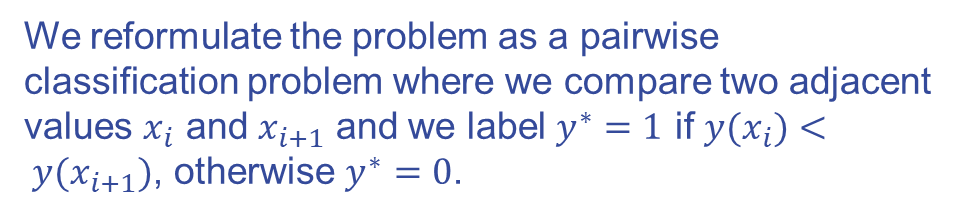 We reformulate the problem as a pairwise
classification problem where we compare two adjacent
values 𝑥ᵢ and 𝑥ᵢ₊₁ and we label 𝑦* = 1 if 𝑦(𝑥ᵢ) <
𝑦(𝑥ᵢ₊₁), otherwise 𝑦* = 0.